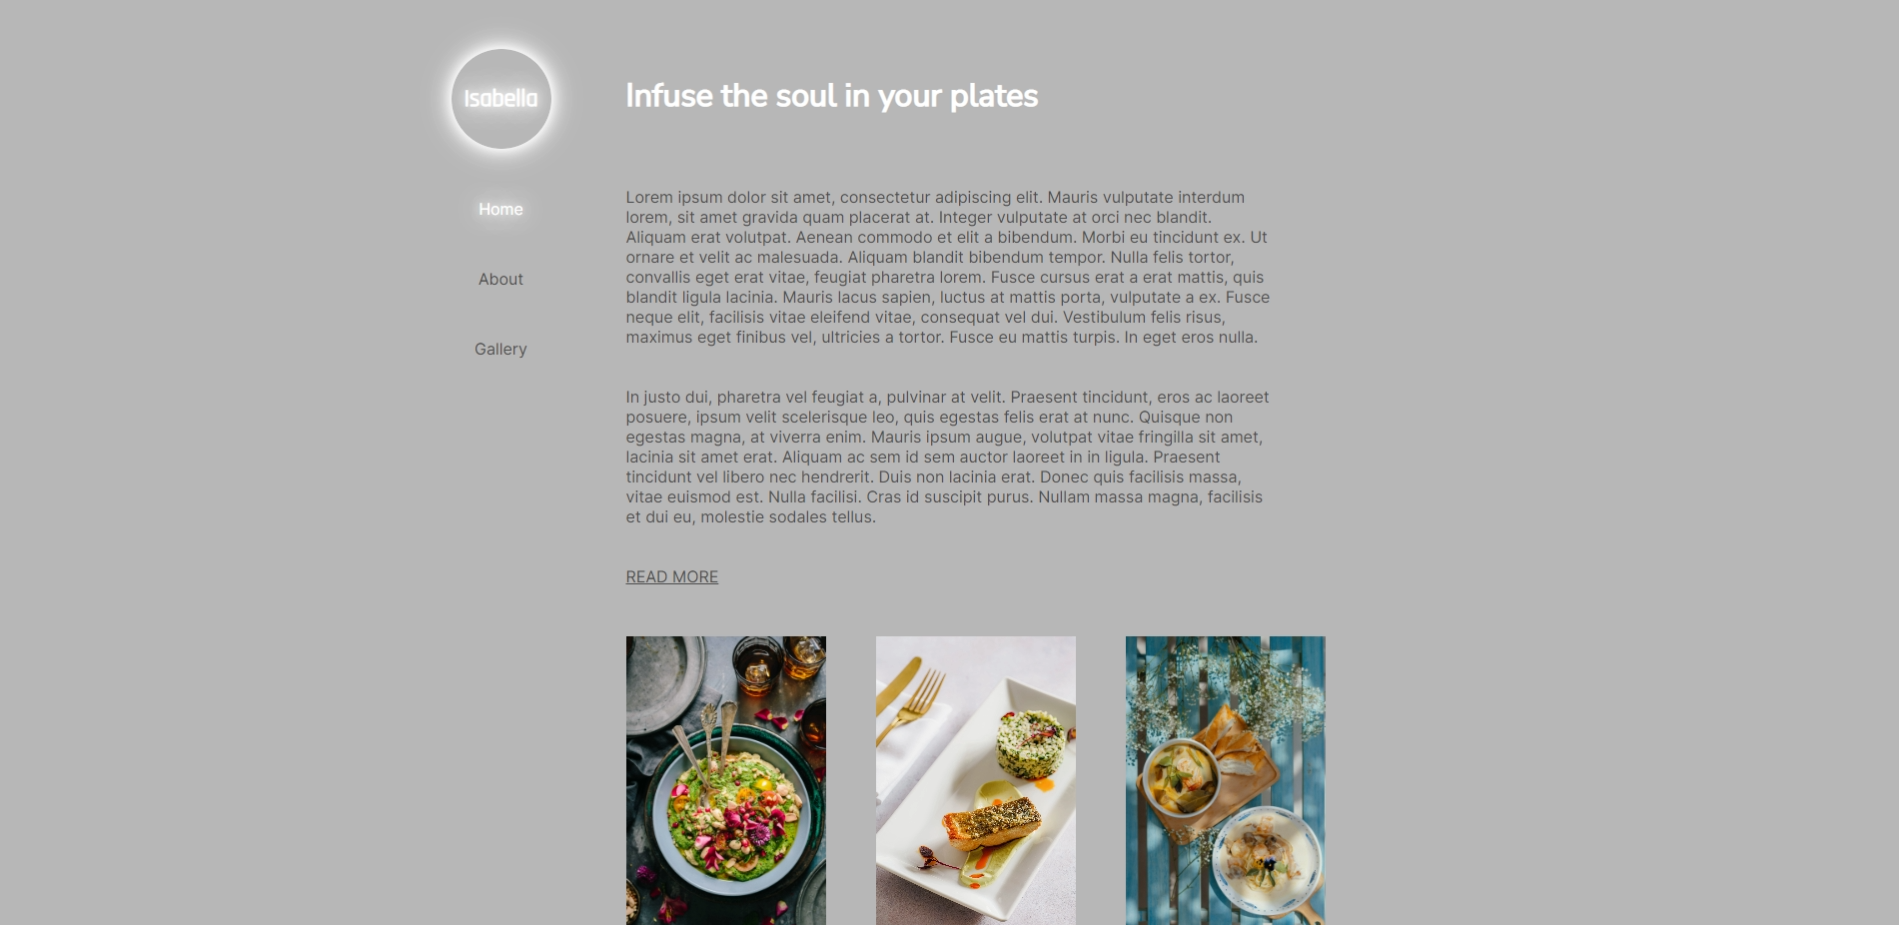 Isabella
Infuse the soul in your plates
Home
About
Gallery
Lorem ipsum dolor sit amet, consectetur adipiscing elit. Mauris vulputate interdum
lorem, sit amet gravida quam placerat at. Integer vulputate at orci nec blandit.
Aliquam erat volutpat. Aenean commodo et elit a bibendum. Morbi eu tincidunt ex. Ut
ornare et velit ac malesuada. Aliquam blandit bibendum tempor. Nulla felis tortor,
convallis eget erat vitae, feugiat pharetra lorem. Fusce cursus erat a erat mattis, quis
blandit ligula lacinia. Mauris lacus sapien, luctus at mattis porta, vulputate a ex. Fusce
neque elit, facilisis vitae eleifend vitae, consequat vel dui. Vestibulum felis risus,
maximus eget finibus vel, ultricies a tortor. Fusce eu mattis turpis. In eget eros nulla.
In justo dui, pharetra vel feugiat a, pulvinar at velit. Praesent tincidunt, eros ac laoreet
posuere, ipsum velit scelerisque leo, quis egestas felis erat at nunc. Quisque non
egestas magna, at viverra enim. Mauris ipsum augue, volutpat vitae fringilla sit amet,
lacinia sit amet erat. Aliquam ac sem id sem auctor laoreet in in ligula. Praesent
tincidunt vel libero nec hendrerit. Duis non lacinia erat. Donec quis facilisis massa,
vitae euismod est. Nulla facilisi. Cras id suscipit purus. Nullam massa magna, facilisis
et dui eu, molestie sodales tellus.
READ MORE